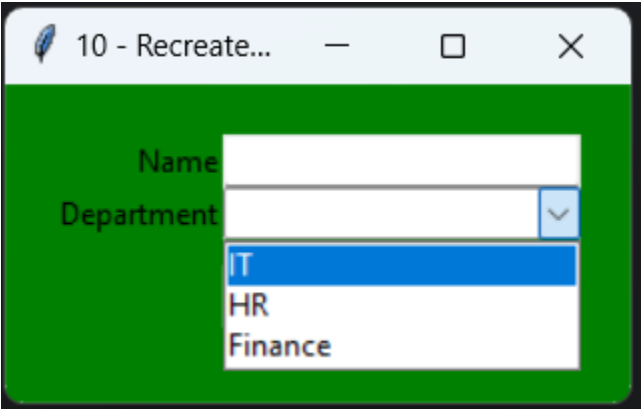 10 - Recreate...
Name
Department
IT
HR
Finance